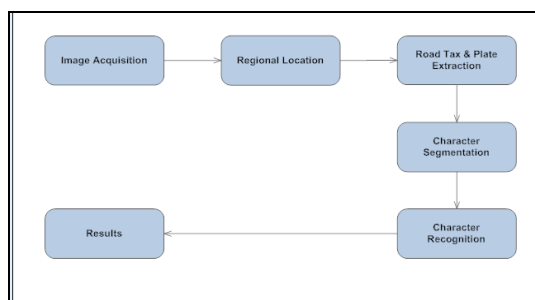 Image Acquisition
Regional Location
Road Tax & Plate
Extraction
Character
Segmentation
Character
Recognition
Results